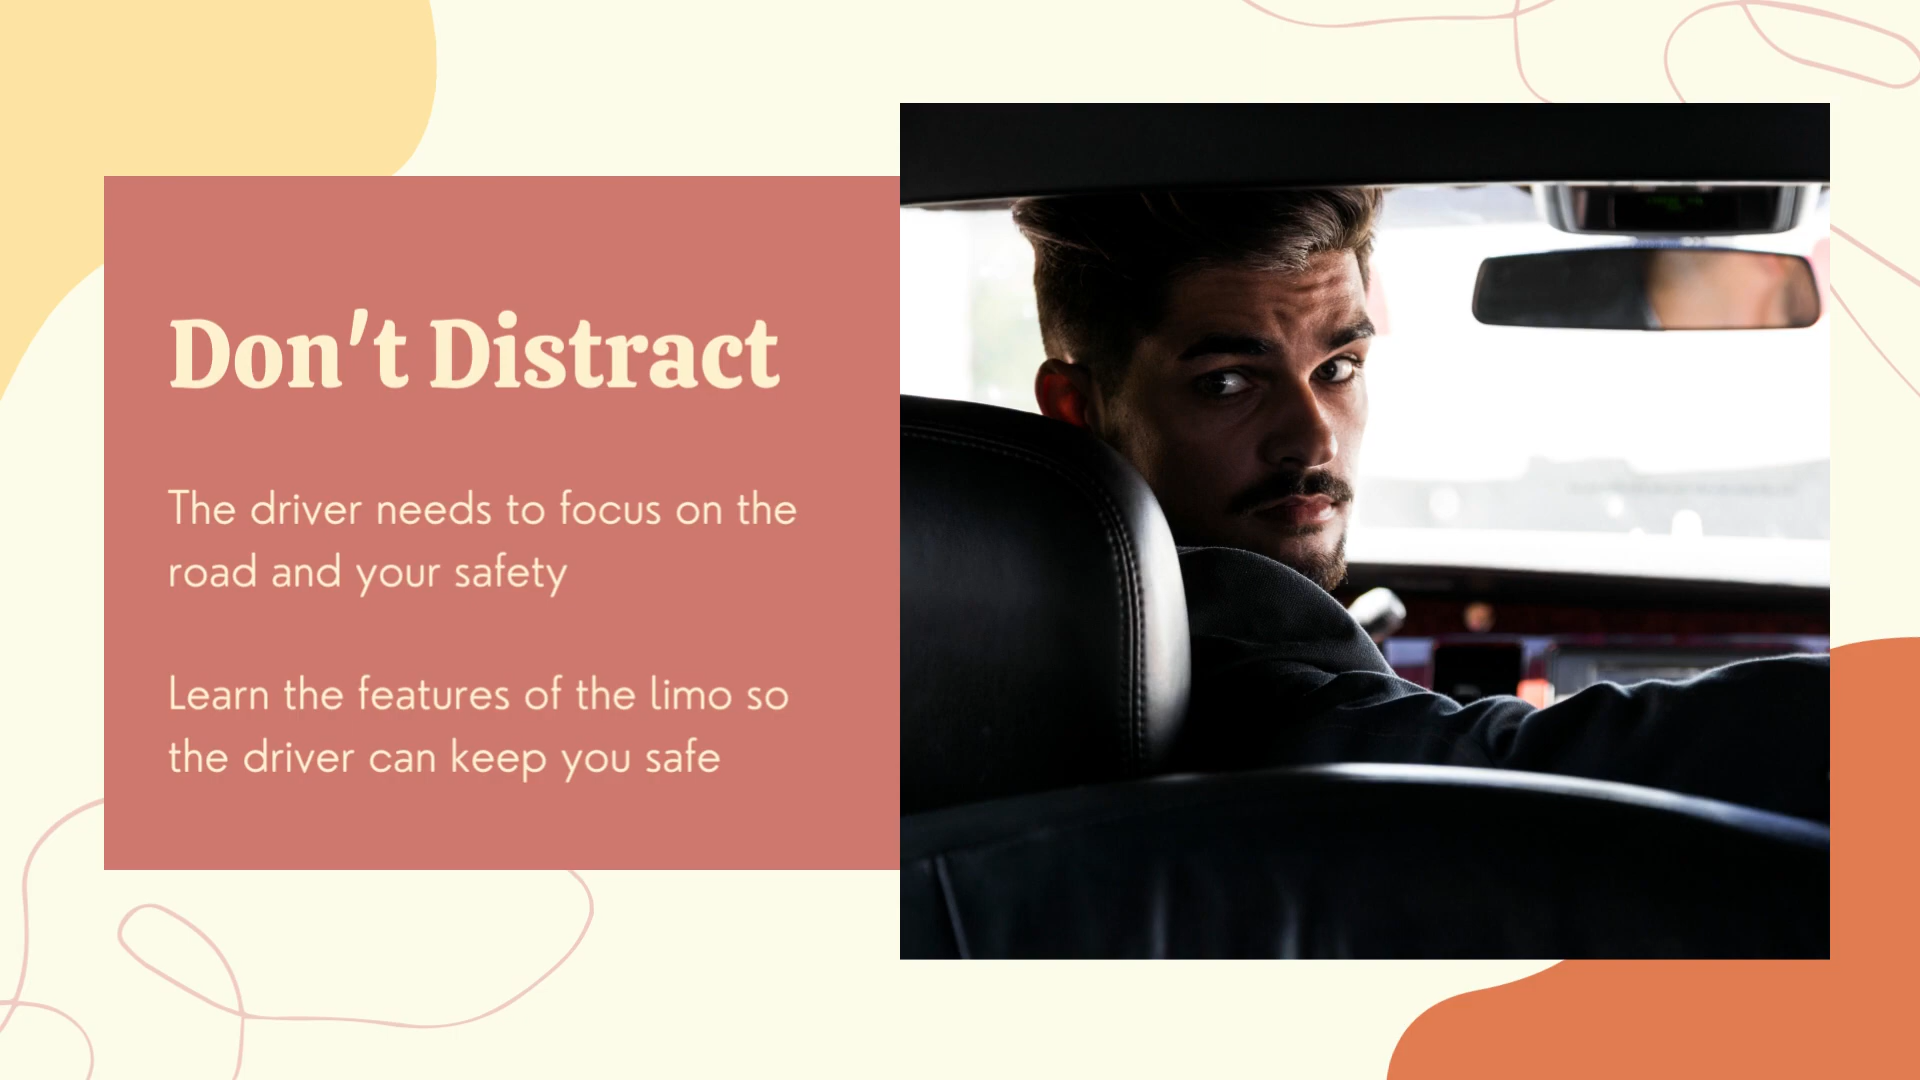 Don't Distract
The driver needs to focus on the
road and your safety
Learn the features of the limo so
the driver can keep you safe